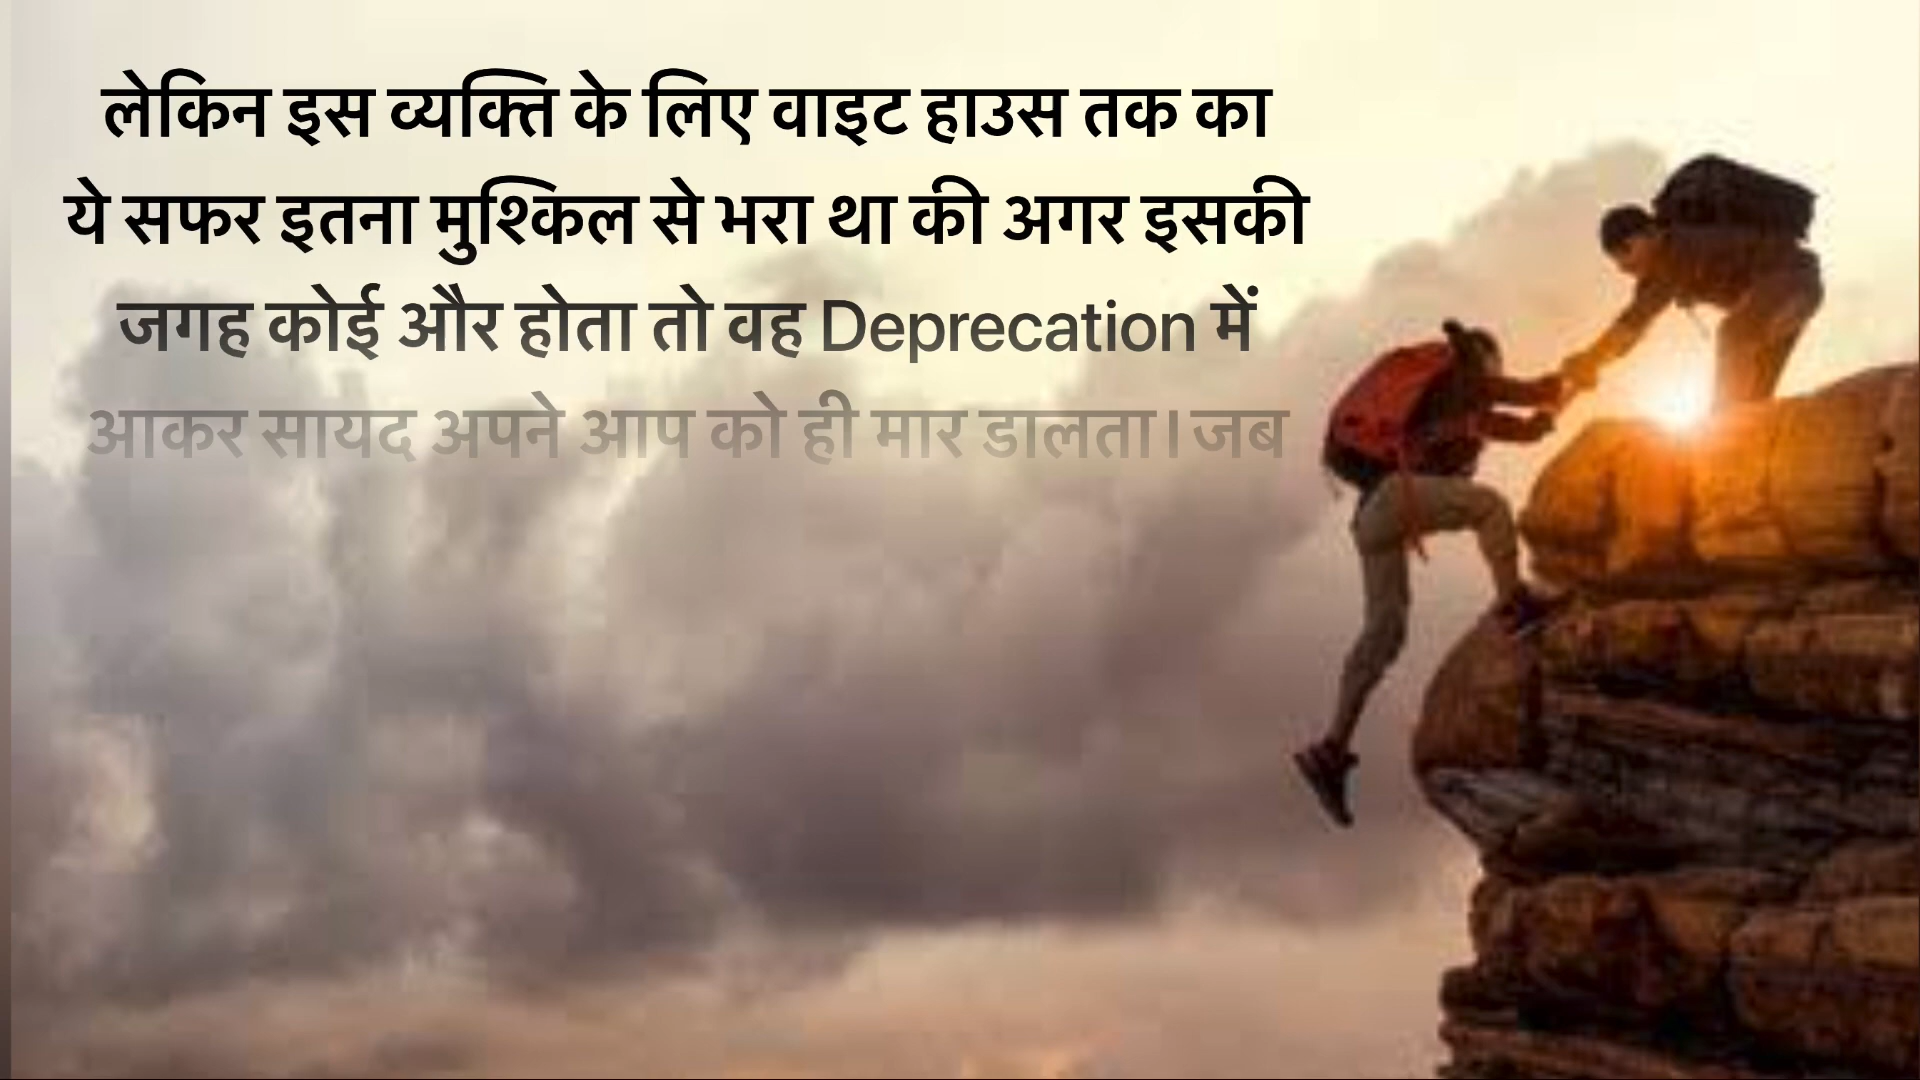 लेकिन इस व्यक्ति के लिए वाइट हाउस तक का
ये सफर इतना मुश्किल से भरा था की अगर इसकी
जगह कोई और होता तो वह Deprecation में
आकर सायद अपने आप को ही मार डालता।जब